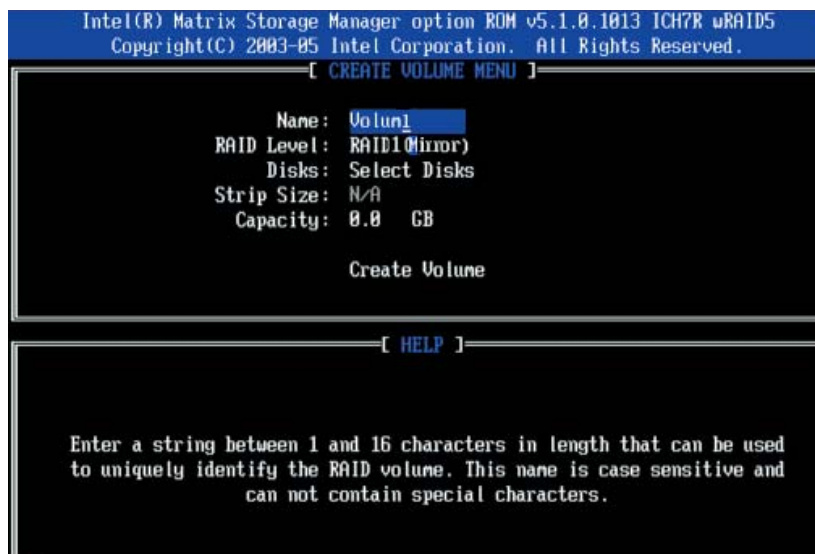 Intel(R) Matrix Storage Manager option ROM v5.1.0.1013 ICH7R wRAID5
Copyright(C) 2003-05 Intel Corporation. All Rights Reserved.
[ CREATE VOLUME MENU ]
Name: Volum1
RAID Level: RAID1(Mirror)
Disks: Select Disks
Strip Size: N/A
Capacity: 0.0 GB
Create Volume
[ HELP ]
Enter a string between 1 and 16 characters in length that can be used
to uniquely identify the RAID volume. This name is case sensitive and
can not contain special characters.